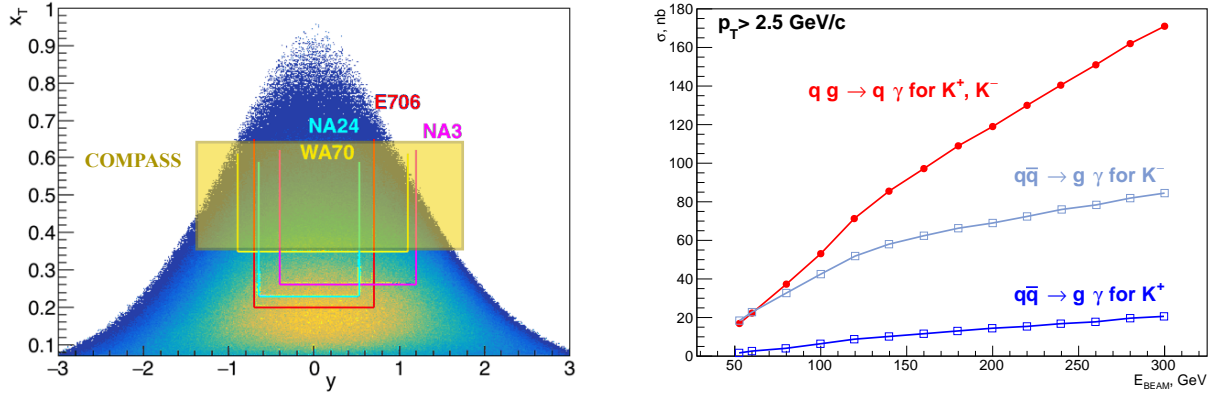 x_T
1
0.9
0.8
0.7
0.6
0.5
0.4
0.3
0.2
0.1
E706
NA24
NA3
WA70
COMPASS
−3 −2 −1 0 1 2 3
y
σ, nb
180
160
140
120
100
80
60
40
20
0
p_T> 2.5 GeV/c
q g → q γ for K⁺, K⁻
qq̄ → g γ for K⁻
qq̄ → g γ for K⁺
50 100 150 200 250 300
E_BEAM, GeV